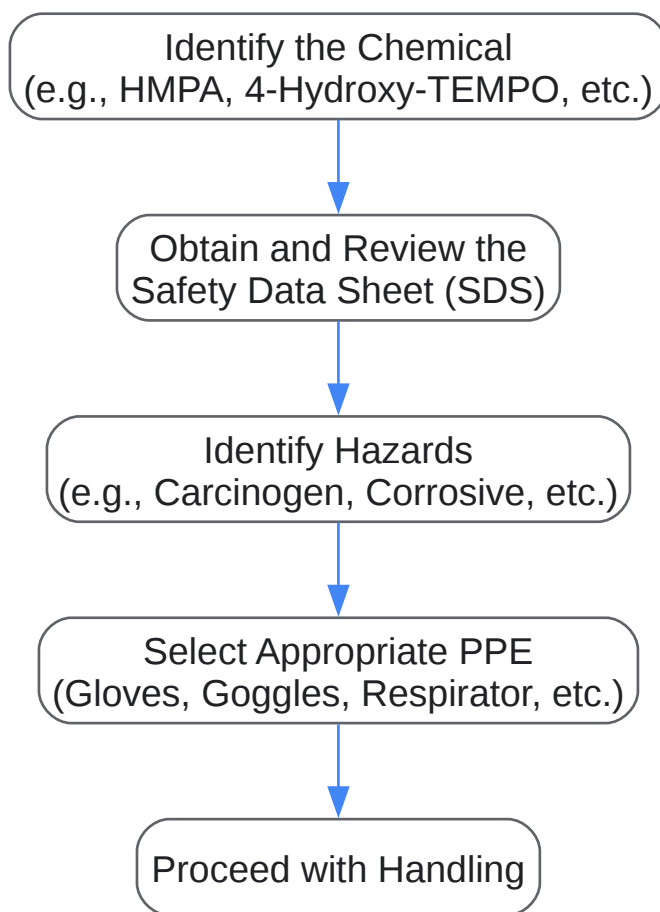 Identify the Chemical
(e.g., HMPA, 4-Hydroxy-TEMPO, etc.)
Obtain and Review the
Safety Data Sheet (SDS)
Identify Hazards
(e.g., Carcinogen, Corrosive, etc.)
Select Appropriate PPE
(Gloves, Goggles, Respirator, etc.)
Proceed with Handling